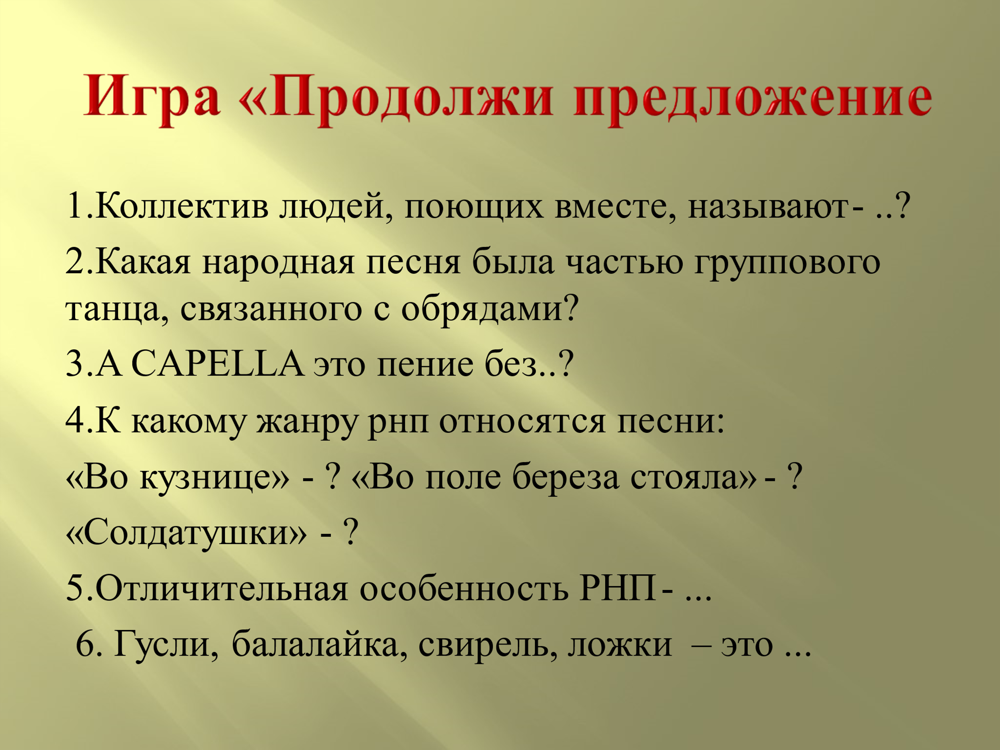 Игра «Продолжи предложение
1.Коллектив людей, поющих вместе, называют- ..?
2.Какая народная песня была частью группового
танца, связанного с обрядами?
3.A CAPELLA это пение без..?
4.К какому жанру рнп относятся песни:
«Во кузнице» - ? «Во поле береза стояла» - ?
«Солдатушки» - ?
5.Отличительная особенность РНП- ...
6. Гусли, балалайка, свирель, ложки – это ...